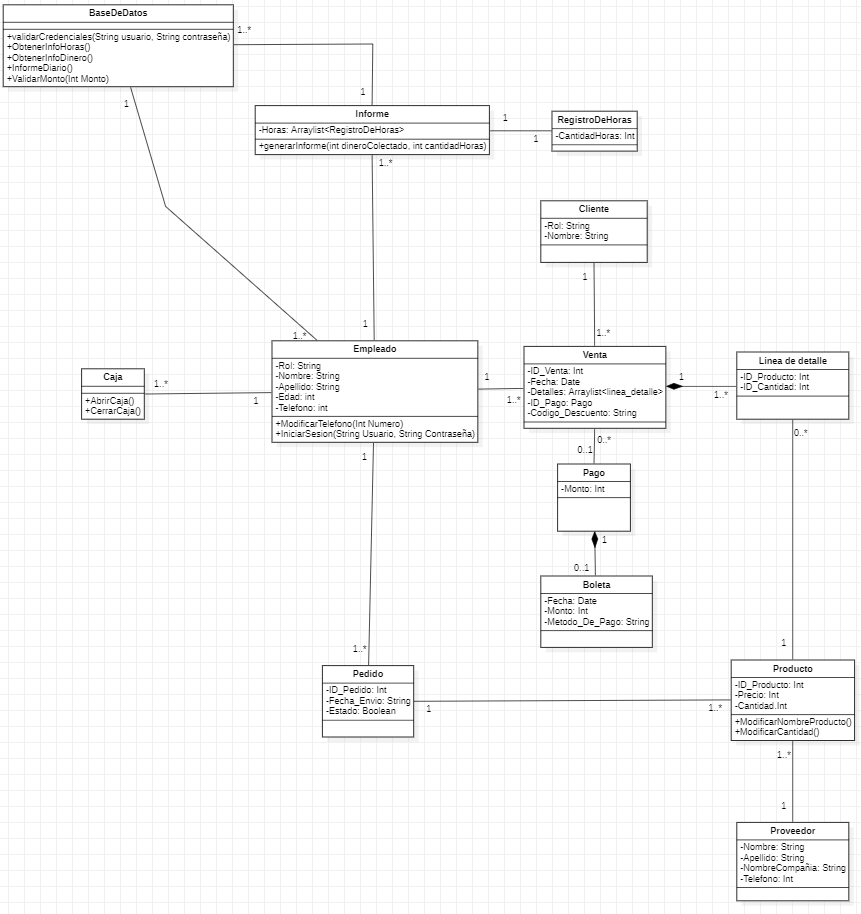 BaseDeDatos
+validarCredenciales(String usuario, String contraseña)
+ObtenerInfoHoras()
+ObtenerInfoDinero()
+InformeDiario()
+ValidarMonto(Int Monto)
1..*
1
1
Informe
-Horas: Arraylist<RegistroDeHoras>
+generarInforme(int dineroColectado, int cantidadHoras)
1
1
RegistroDeHoras
-CantidadHoras: Int
1..*
Cliente
-Rol: String
-Nombre: String
1
1..*
1
1..*
Empleado
-Rol: String
-Nombre: String
-Apellido: String
-Edad: int
-Telefono: int
+ModificarTelefono(Int Numero)
+IniciarSesion(String Usuario, String Contraseña)
Caja
+AbrirCaja()
+CerrarCaja()
1..*
1
1
1..*
Venta
-ID_Venta: Int
-Fecha: Date
-Detalles: Arraylist<linea_detalle>
-ID_Pago: Pago
-Codigo_Descuento: String
1
1..*
Linea de detalle
-ID_Producto: Int
-ID_Cantidad: Int
0..*
0..*
0..1
1
Pago
-Monto: Int
1
0..1
Boleta
-Fecha: Date
-Monto: Int
-Metodo_De_Pago: String
1..*
1
Pedido
-ID_Pedido: Int
-Fecha_Envio: String
-Estado: Boolean
1
1..*
Producto
-ID_Producto: Int
-Precio: Int
-Cantidad.Int
+ModificarNombreProducto()
+ModificarCantidad()
1..*
1
Proveedor
-Nombre: String
-Apellido: String
-NombreCompañia: String
-Telefono: Int